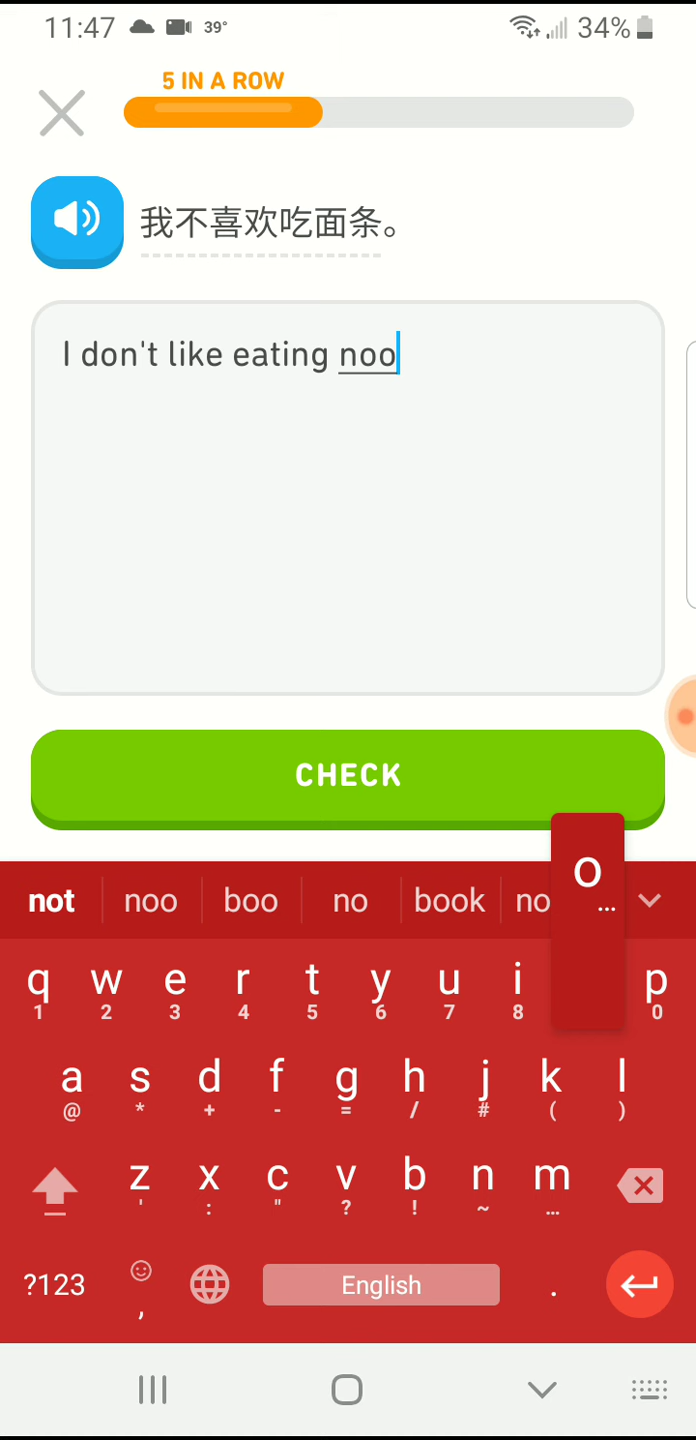 11:47 39° 34%
5 IN A ROW
我不喜欢吃面条。
I don't like eating noo
CHECK
not noo boo no book no
o
...
q w e r t y u i p
1 2 3 4 5 6 7 8 0
a s d f g h j k l
@ * + - = / # ( )
z x c v b n m
' : " ? ! ~ ...
?123 , English .